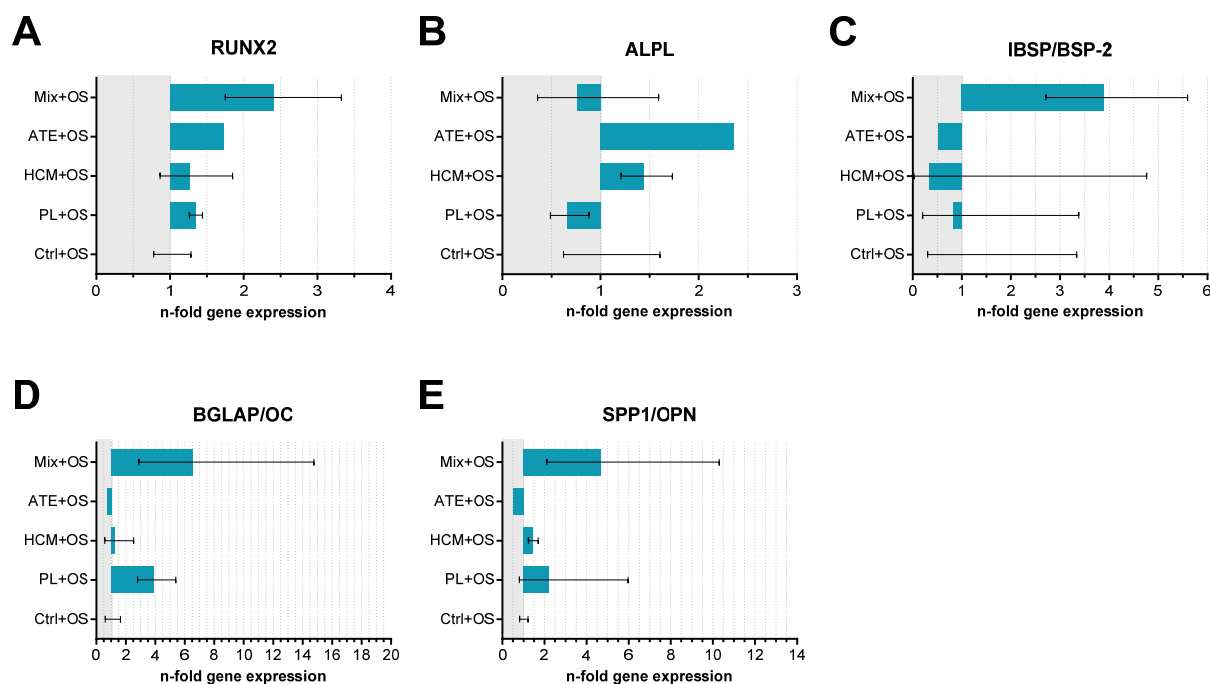 A
RUNX2
Mix+OS
ATE+OS
HCM+OS
PL+OS
Ctrl+OS
0 1 2 3 4
n-fold gene expression
B
ALPL
Mix+OS
ATE+OS
HCM+OS
PL+OS
Ctrl+OS
0 1 2 3
n-fold gene expression
C
IBSP/BSP-2
Mix+OS
ATE+OS
HCM+OS
PL+OS
Ctrl+OS
0 1 2 3 4 5 6
n-fold gene expression
D
BGLAP/OC
Mix+OS
ATE+OS
HCM+OS
PL+OS
Ctrl+OS
0 2 4 6 8 10 12 14 16 18 20
n-fold gene expression
E
SPP1/OPN
Mix+OS
ATE+OS
HCM+OS
PL+OS
Ctrl+OS
0 2 4 6 8 10 12 14
n-fold gene expression